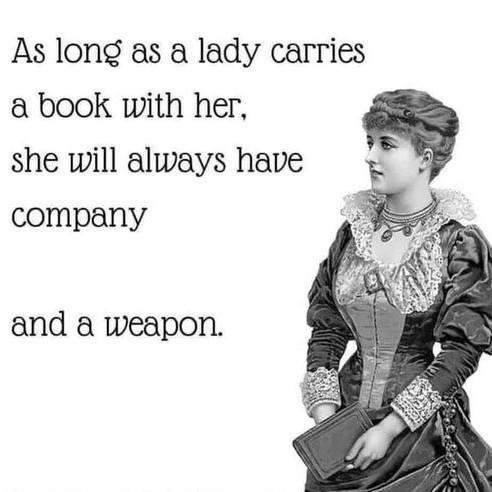 As long as a lady carries
a book with her,
she will always have
company
and a weapon.